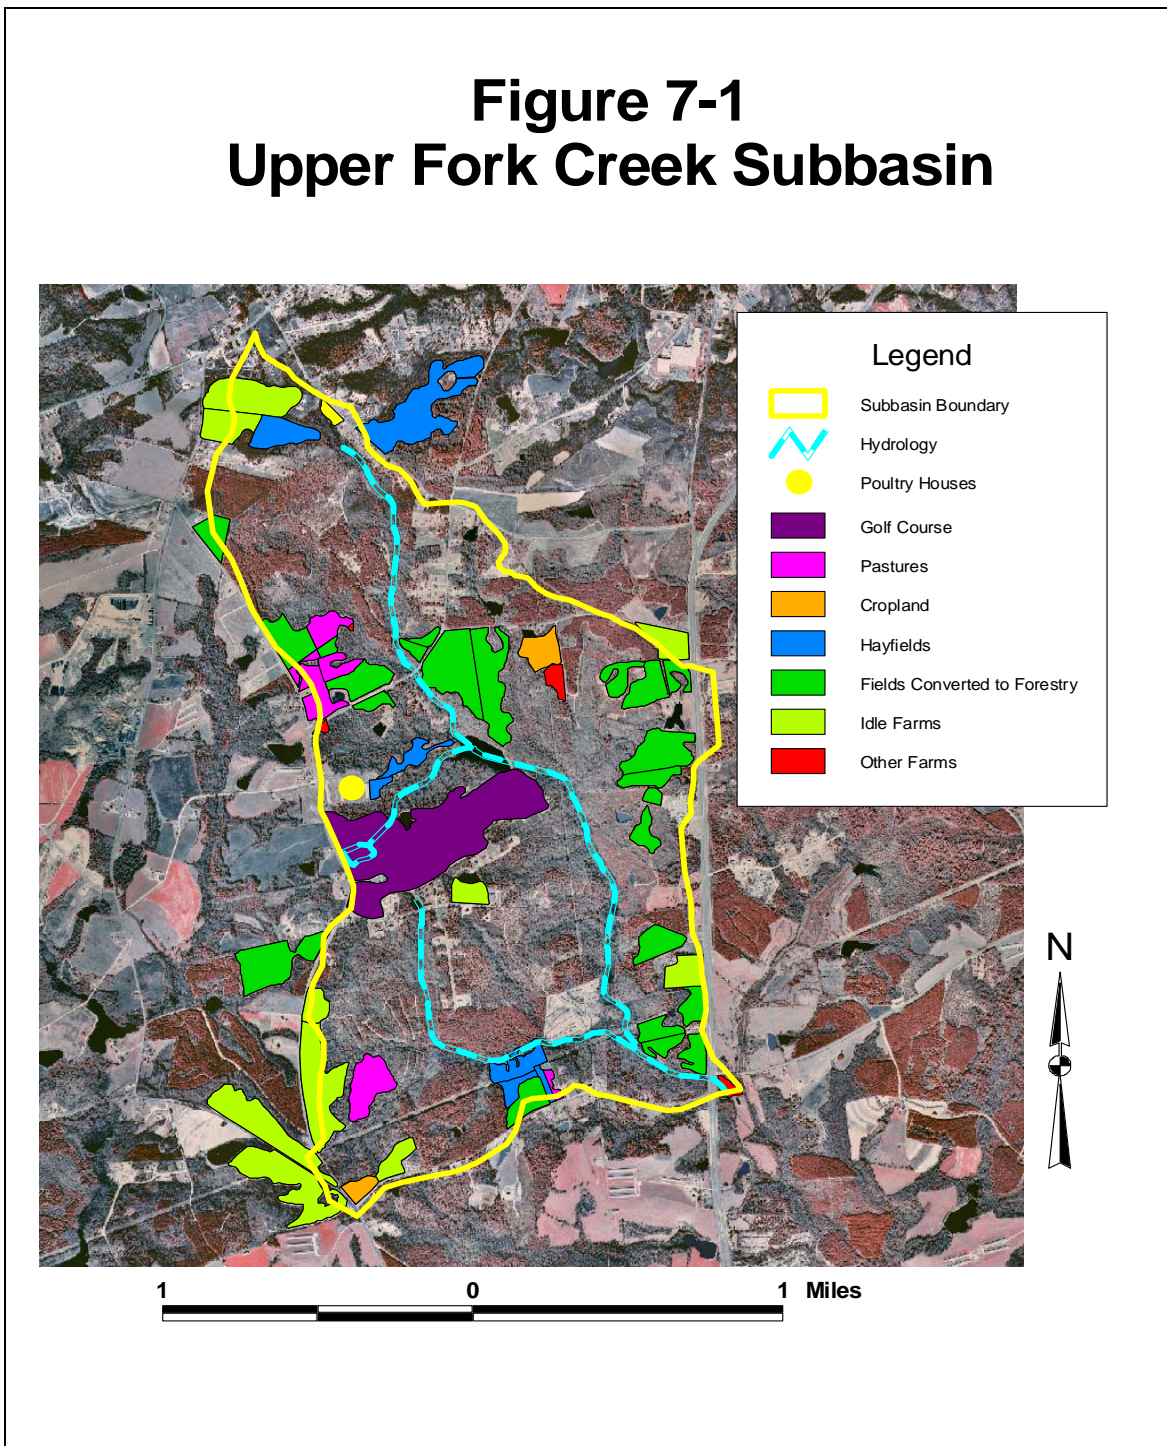 Figure 7-1
Upper Fork Creek Subbasin
Legend
Subbasin Boundary
Hydrology
Poultry Houses
Golf Course
Pastures
Cropland
Hayfields
Fields Converted to Forestry
Idle Farms
Other Farms
N
1 0 1 Miles